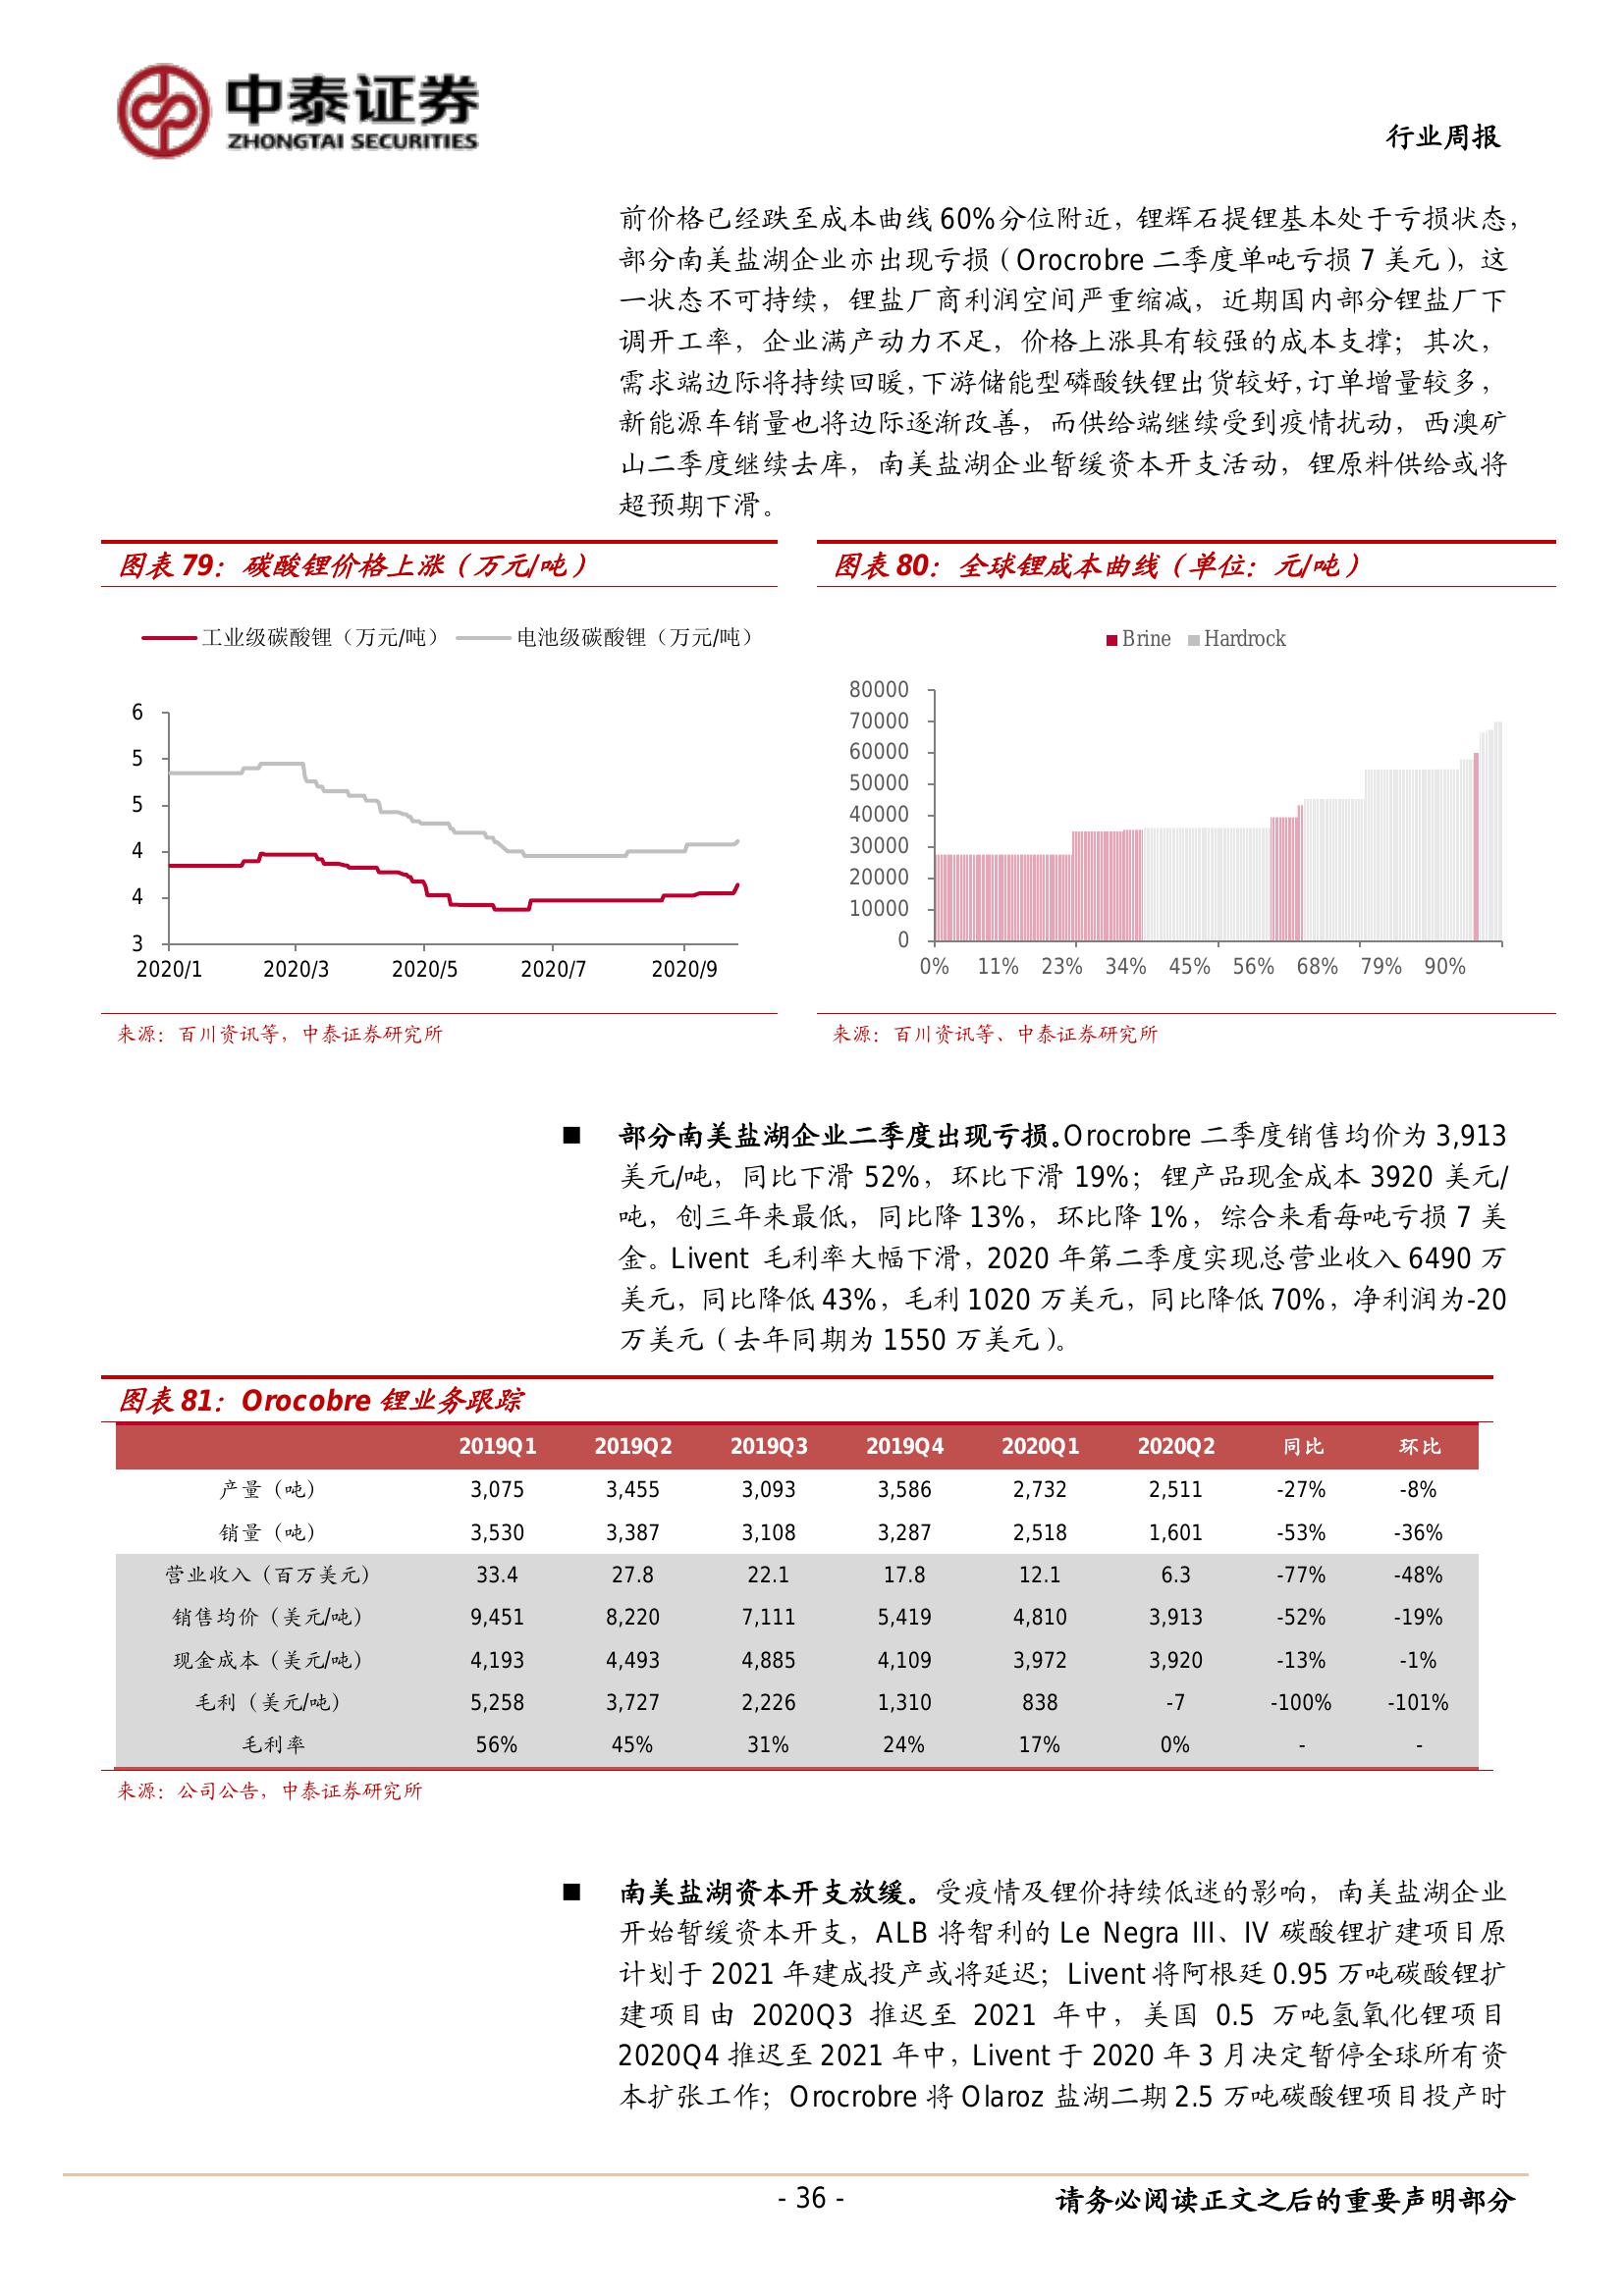 中泰证券
ZHONGTAI SECURITIES
行业周报
前价格已经跌至成本曲线 60%分位附近，锂辉石提锂基本处于亏损状态，
部分南美盐湖企业亦出现亏损（Orocrobre 二季度单吨亏损 7 美元），这
一状态不可持续，锂盐厂商利润空间严重缩减，近期国内部分锂盐厂下
调开工率，企业满产动力不足，价格上涨具有较强的成本支撑；其次，
需求端边际将持续回暖，下游储能型磷酸铁锂出货较好，订单增量较多，
新能源车销量也将边际逐渐改善，而供给端继续受到疫情扰动，西澳矿
山二季度继续去库，南美盐湖企业暂缓资本开支活动，锂原料供给或将
超预期下滑。
图表 79：碳酸锂价格上涨（万元/吨）
工业级碳酸锂（万元/吨） 电池级碳酸锂（万元/吨）
6
5
5
4
4
3
2020/1 2020/3 2020/5 2020/7 2020/9
来源：百川资讯等，中泰证券研究所
图表 80：全球锂成本曲线（单位：元/吨）
Brine Hardrock
80000
70000
60000
50000
40000
30000
20000
10000
0
0% 11% 23% 34% 45% 56% 68% 79% 90%
来源：百川资讯等、中泰证券研究所
■ 部分南美盐湖企业二季度出现亏损。Orocrobre 二季度销售均价为 3,913
美元/吨，同比下滑 52%，环比下滑 19%；锂产品现金成本 3920 美元/
吨，创三年来最低，同比降 13%，环比降 1%，综合来看每吨亏损 7 美
金。Livent 毛利率大幅下滑，2020 年第二季度实现总营业收入 6490 万
美元，同比降低 43%，毛利 1020 万美元，同比降低 70%，净利润为-20
万美元（去年同期为 1550 万美元）。
图表 81：Orocobre 锂业务跟踪
2019Q1 2019Q2 2019Q3 2019Q4 2020Q1 2020Q2 同比 环比
产量（吨） 3,075 3,455 3,093 3,586 2,732 2,511 -27% -8%
销量（吨） 3,530 3,387 3,108 3,287 2,518 1,601 -53% -36%
营业收入（百万美元） 33.4 27.8 22.1 17.8 12.1 6.3 -77% -48%
销售均价（美元/吨） 9,451 8,220 7,111 5,419 4,810 3,913 -52% -19%
现金成本（美元/吨） 4,193 4,493 4,885 4,109 3,972 3,920 -13% -1%
毛利（美元/吨） 5,258 3,727 2,226 1,310 838 -7 -100% -101%
毛利率 56% 45% 31% 24% 17% 0% - -
来源：公司公告，中泰证券研究所
■ 南美盐湖资本开支放缓。受疫情及锂价持续低迷的影响，南美盐湖企业
开始暂缓资本开支，ALB 将智利的 Le Negra III、IV 碳酸锂扩建项目原
计划于 2021 年建成投产或将延迟；Livent 将阿根廷 0.95 万吨碳酸锂扩
建项目由 2020Q3 推迟至 2021 年中，美国 0.5 万吨氢氧化锂项目
2020Q4 推迟至 2021 年中，Livent 于 2020 年 3 月决定暂停全球所有资
本扩张工作；Orocrobre 将 Olaroz 盐湖二期 2.5 万吨碳酸锂项目投产时
- 36 -
请务必阅读正文之后的重要声明部分